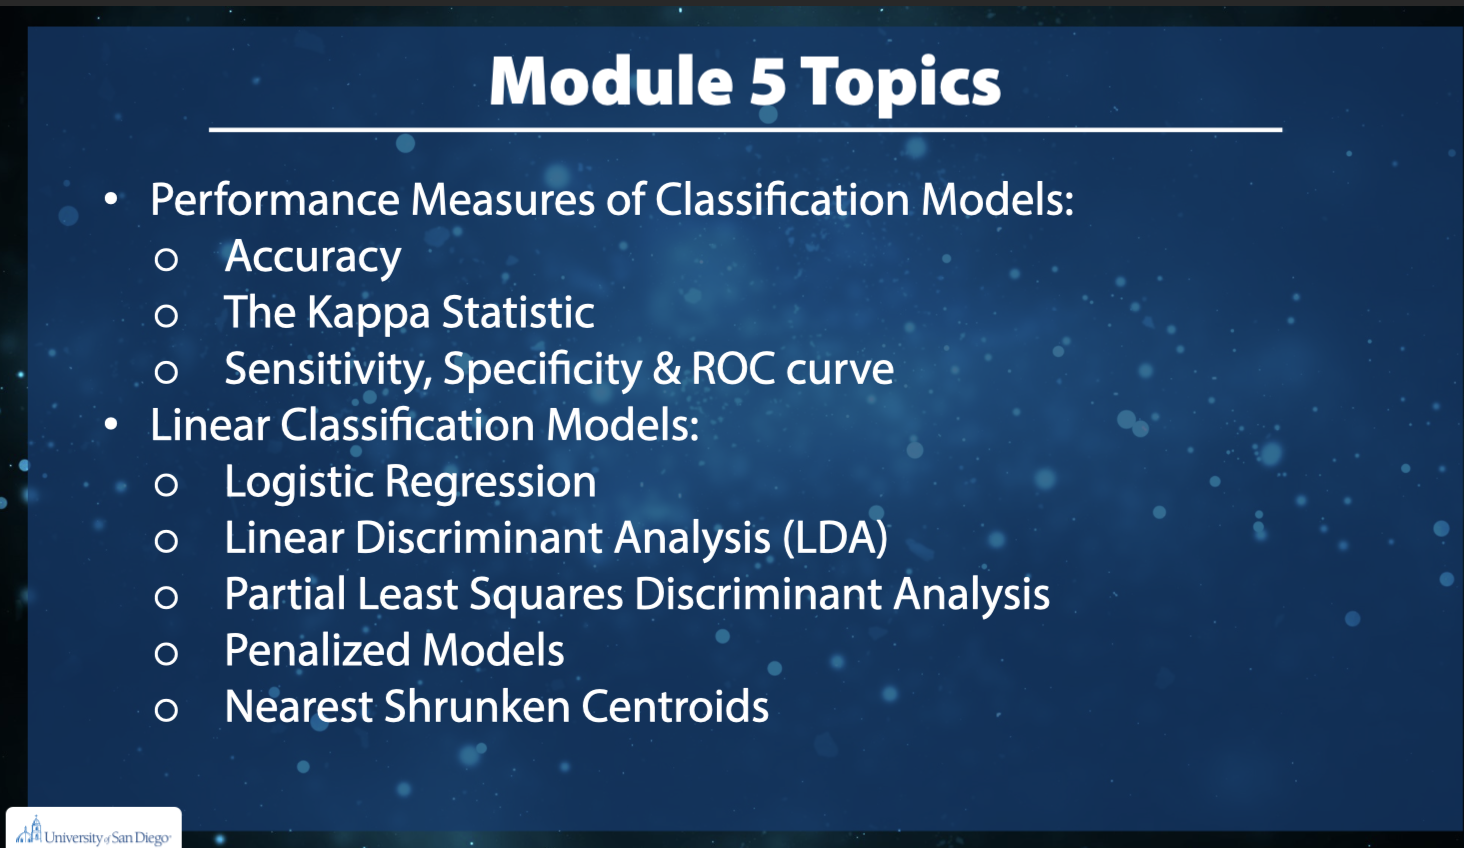 Module 5 Topics
• Performance Measures of Classification Models:
○ Accuracy
○ The Kappa Statistic
○ Sensitivity, Specificity & ROC curve
• Linear Classification Models:
○ Logistic Regression
○ Linear Discriminant Analysis (LDA)
○ Partial Least Squares Discriminant Analysis
○ Penalized Models
○ Nearest Shrunken Centroids
University of San Diego